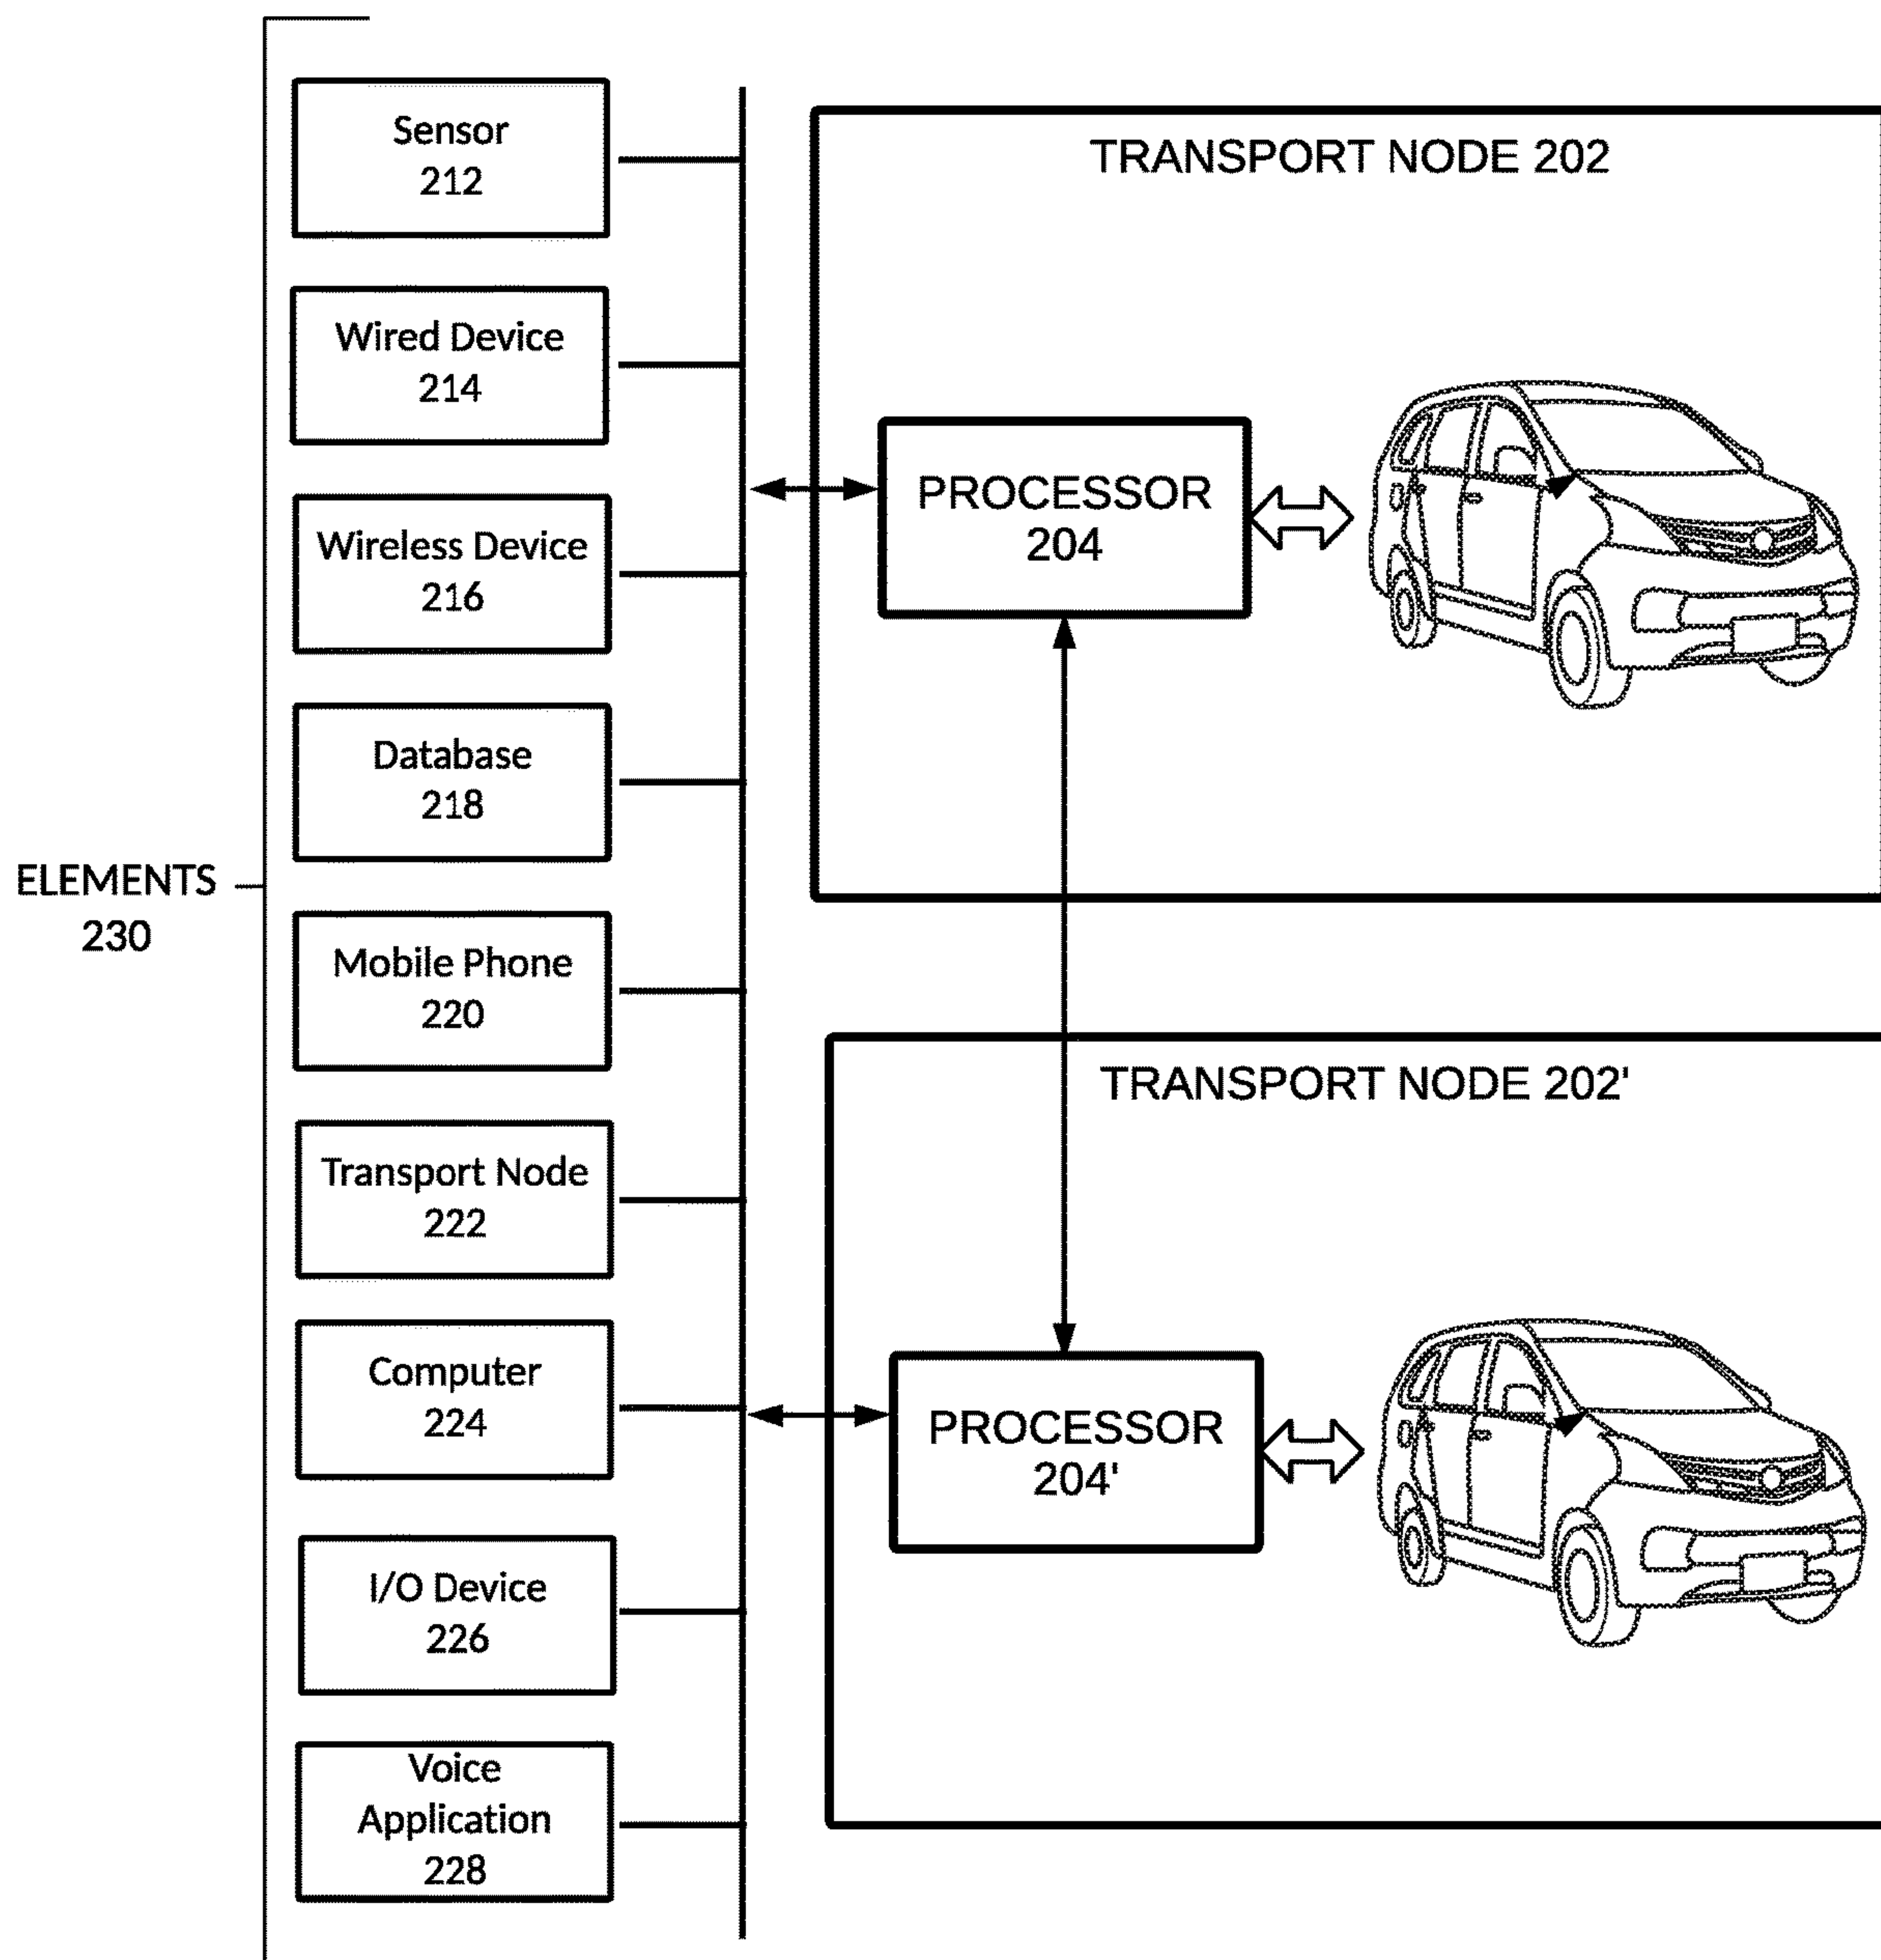 ELEMENTS
230
Sensor
212
Wired Device
214
Wireless Device
216
Database
218
Mobile Phone
220
Transport Node
222
Computer
224
I/O Device
226
Voice
Application
228
TRANSPORT NODE 202
PROCESSOR
204
TRANSPORT NODE 202'
PROCESSOR
204'